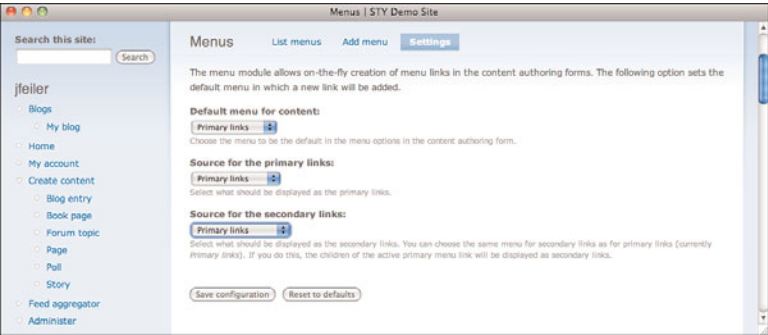 Menus | STY Demo Site
Search this site:
Search
jfeiler
Blogs
My blog
Home
My account
Create content
Blog entry
Book page
Forum topic
Page
Poll
Story
Feed aggregator
Administer
Menus List menus Add menu Settings
The menu module allows on-the-fly creation of menu links in the content authoring forms. The following option sets the
default menu in which a new link will be added.
Default menu for content:
Primary links
Choose the menu to be the default in the menu options in the content authoring form.
Source for the primary links:
Primary links
Select what should be displayed as the primary links.
Source for the secondary links:
Primary links
Select what should be displayed as the secondary links. You can choose the same menu for secondary links as for primary links (currently
Primary links). If you do this, the children of the active primary menu link will be displayed as secondary links.
Save configuration Reset to defaults